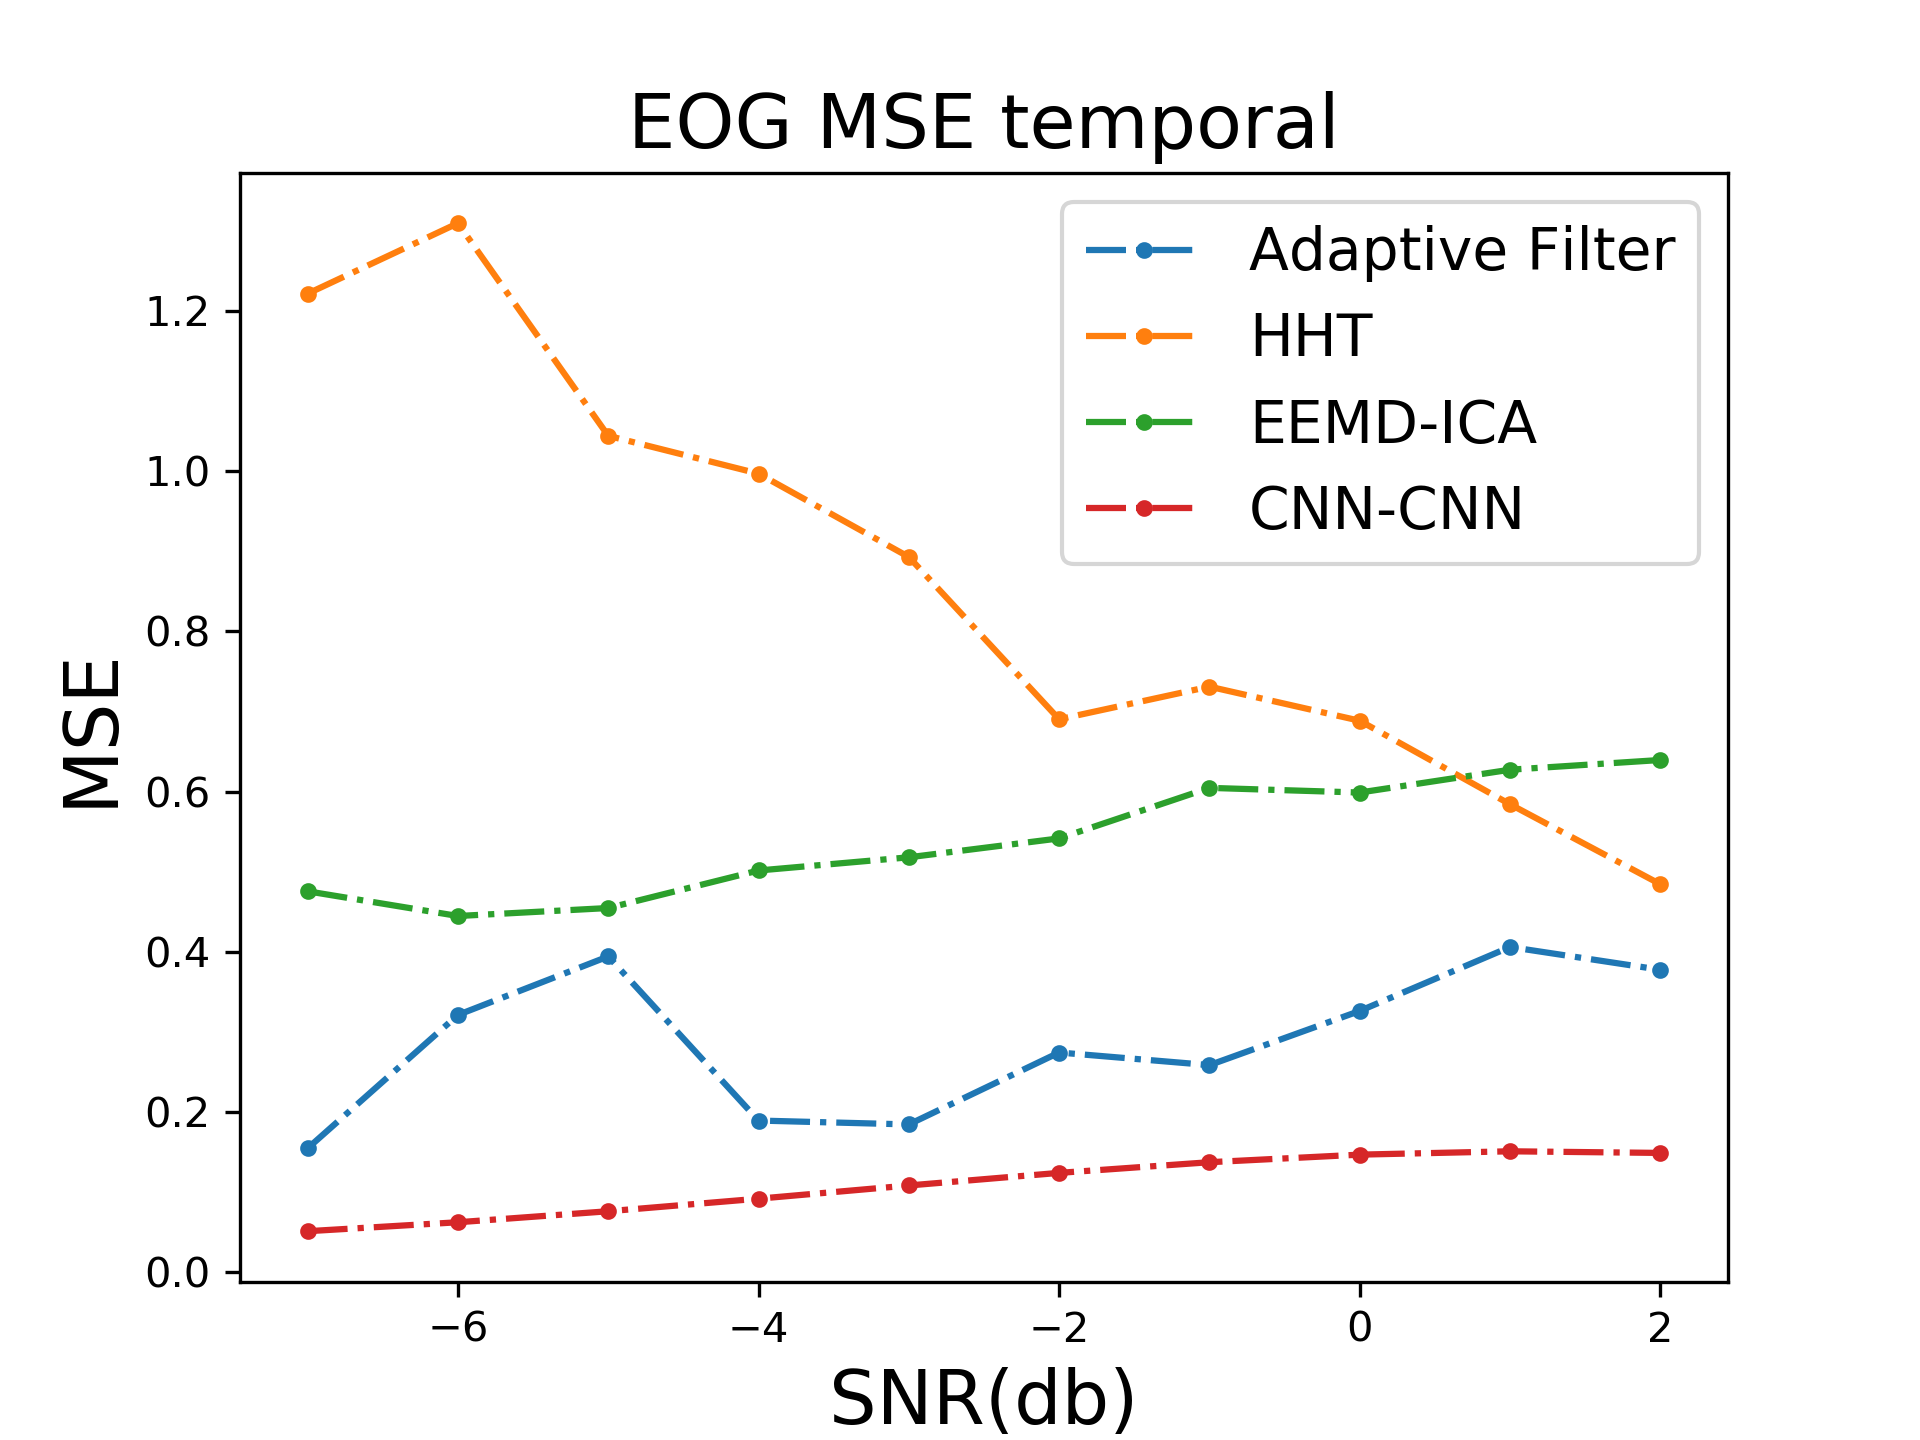 EOG MSE temporal
Adaptive Filter
HHT
EEMD-ICA
CNN-CNN
MSE
1.2
1.0
0.8
0.6
0.4
0.2
0.0
−6
−4
−2
0
2
SNR(db)